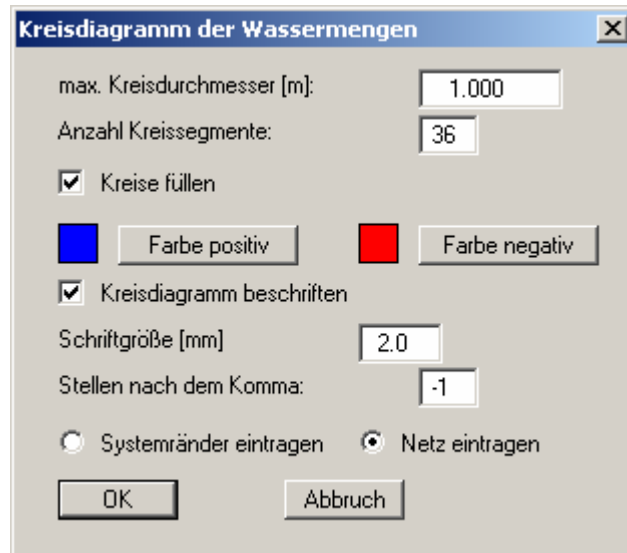 Kreisdiagramm der Wassermengen
max. Kreisdurchmesser [m]: 1.000
Anzahl Kreissegmente: 36
Kreise füllen
Farbe positiv Farbe negativ
Kreisdiagramm beschriften
Schriftgröße [mm] 2.0
Stellen nach dem Komma: -1
Systemränder eintragen Netz eintragen
OK Abbruch